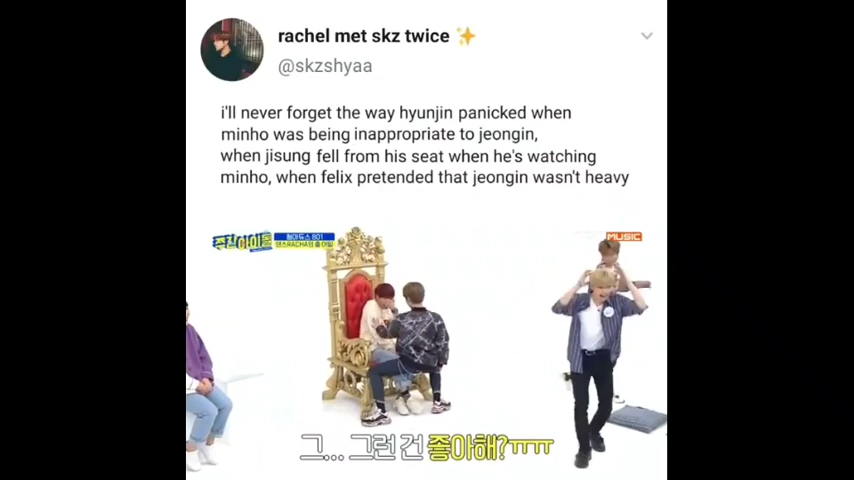 rachel met skz twice ✨
@skzshyaa
i'll never forget the way hyunjin panicked when
minho was being inappropriate to jeongin,
when jisung fell from his seat when he's watching
minho, when felix pretended that jeongin wasn't heavy
주간아이돌
MUSIC
그... 그런 건 좋아해?ㅠㅠ